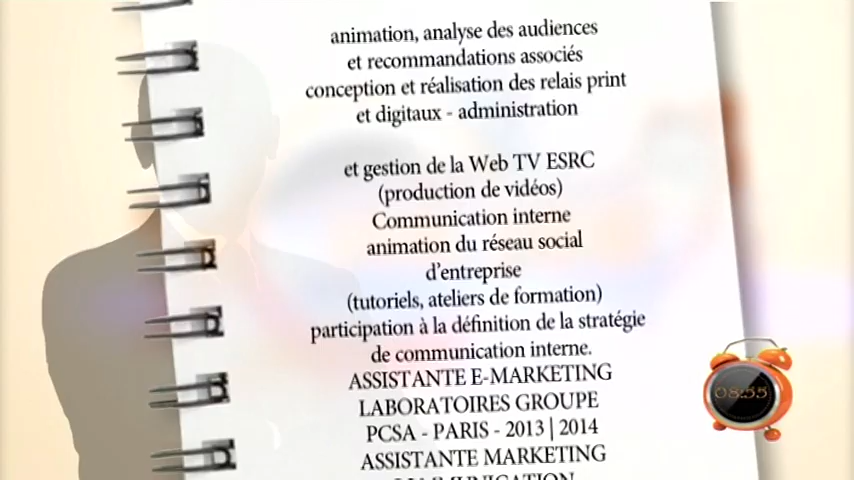 animation, analyse des audiences
et recommandations associés
conception et réalisation des relais print
et digitaux - administration
et gestion de la Web TV ESRC
(production de vidéos)
Communication interne
animation du réseau social
d'entreprise
(tutoriels, ateliers de formation)
participation à la définition de la stratégie
de communication interne.
ASSISTANTE E-MARKETING
LABORATOIRES GROUPE
PCSA - PARIS - 2013 | 2014
ASSISTANTE MARKETING
08:55